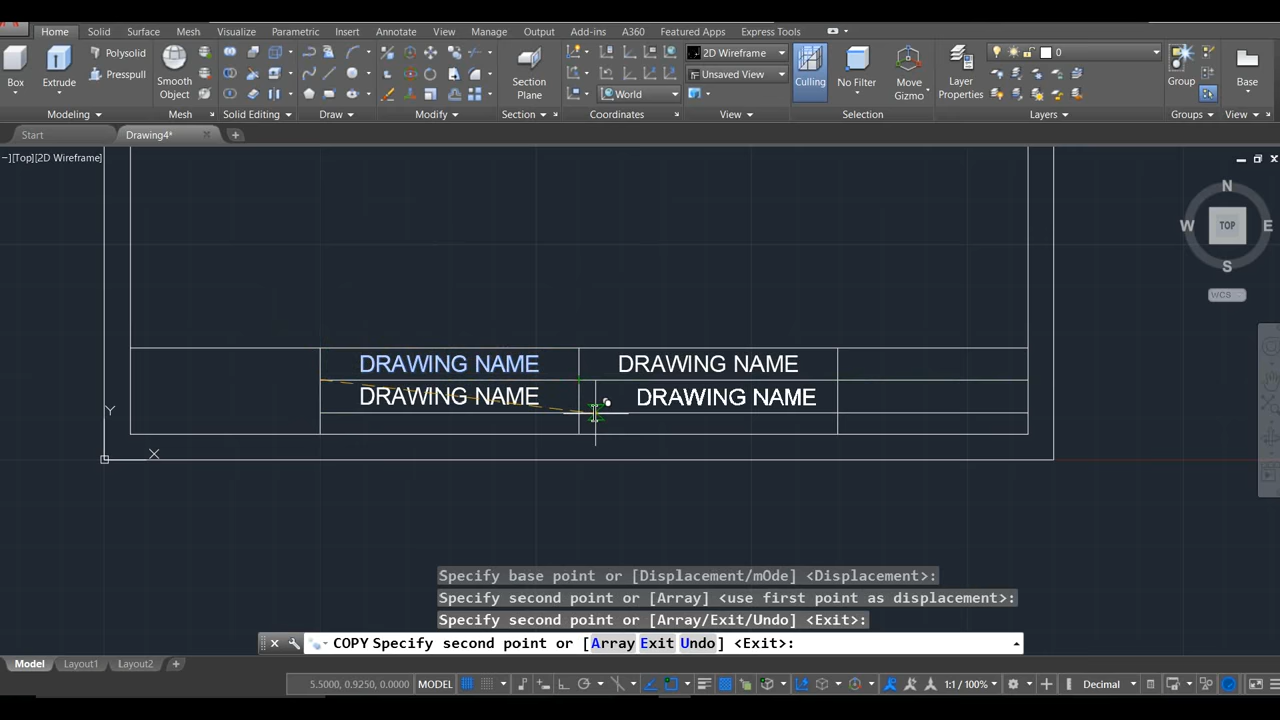 Home Solid Surface Mesh Visualize Parametric Insert Annotate View Manage Output Add-ins A360 Featured Apps Express Tools
Box Extrude Polysolid Presspull Smooth Object Section Plane World 2D Wireframe Unsaved View Culling No Filter Move Gizmo Layer Properties 0 Group Base
Modeling Mesh Solid Editing Draw Modify Section Coordinates View Selection Layers Groups View
Start Drawing4*
–][Top][2D Wireframe]
N
W TOP E
S
WCS
DRAWING NAME DRAWING NAME
DRAWING NAME DRAWING NAME
Y
X
Specify base point or [Displacement/mOde] <Displacement>:
Specify second point or [Array] <use first point as displacement>:
Specify second point or [Array/Exit/Undo] <Exit>:
COPY Specify second point or [Array Exit Undo] <Exit>:
Model Layout1 Layout2 +
5.5000, 0.9250, 0.0000 MODEL 1:1 / 100% Decimal